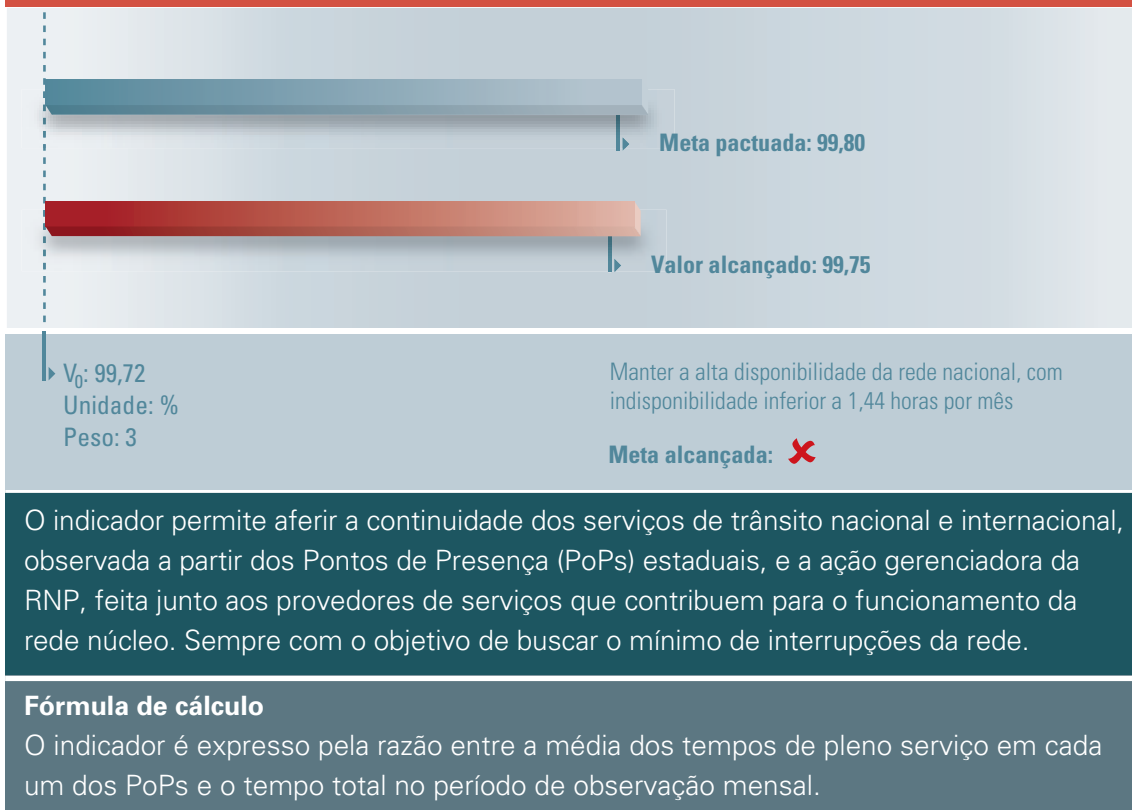 Meta pactuada: 99,80
Valor alcançado: 99,75
V₀: 99,72
Unidade: %
Peso: 3
Manter a alta disponibilidade da rede nacional, com
indisponibilidade inferior a 1,44 horas por mês
Meta alcançada: ✘
O indicador permite aferir a continuidade dos serviços de trânsito nacional e internacional,
observada a partir dos Pontos de Presença (PoPs) estaduais, e a ação gerenciadora da
RNP, feita junto aos provedores de serviços que contribuem para o funcionamento da
rede núcleo. Sempre com o objetivo de buscar o mínimo de interrupções da rede.
Fórmula de cálculo
O indicador é expresso pela razão entre a média dos tempos de pleno serviço em cada
um dos PoPs e o tempo total no período de observação mensal.